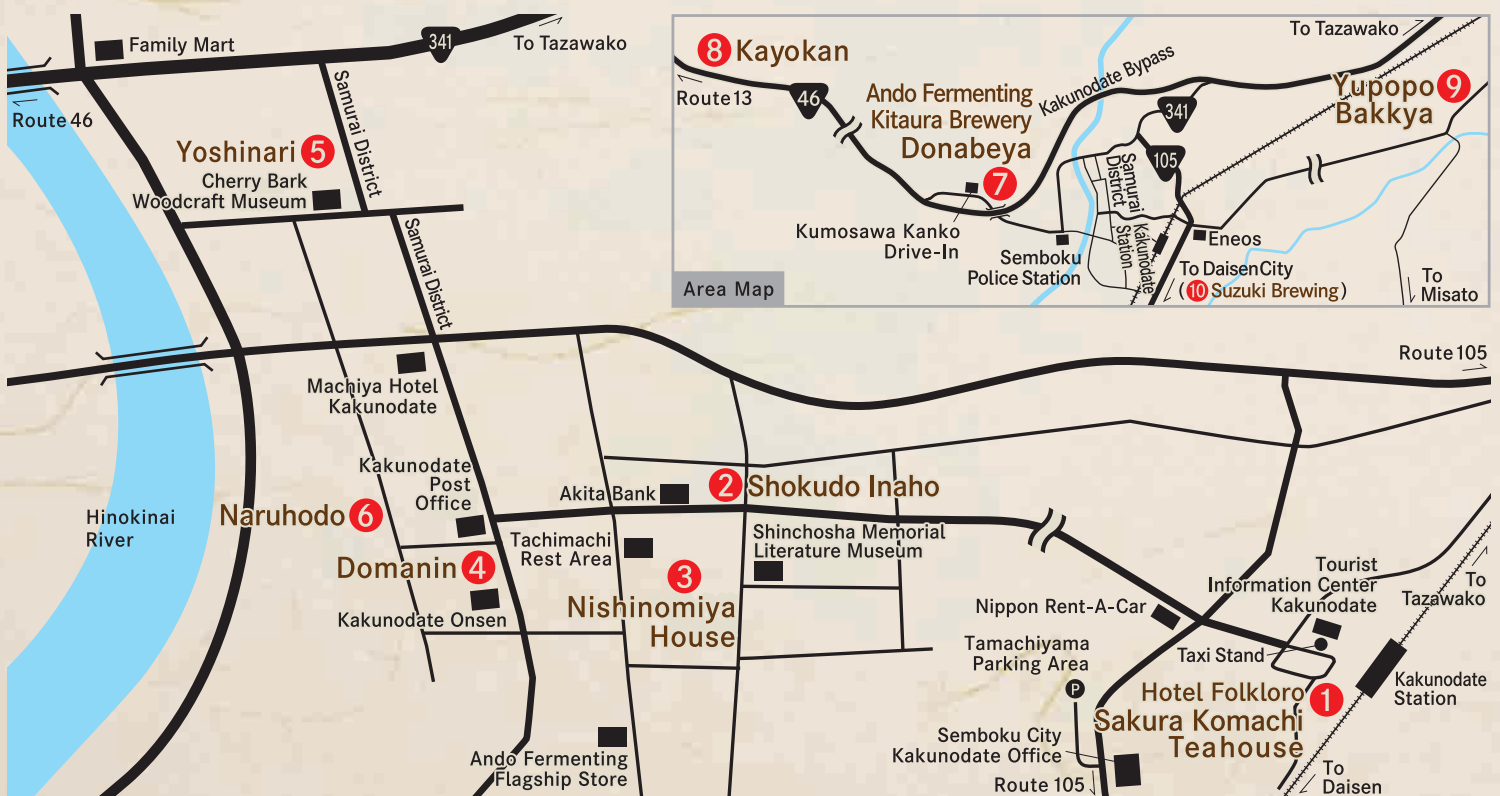 Family Mart
341
To Tazawako
Route 46
Samurai District
Yoshinari 5
Cherry Bark
Woodcraft Museum
Samurai District
Machiya Hotel
Kakunodate
Hinokinai
River
Kakunodate
Post
Office
Naruhodo 6
Domanin 4
Kakunodate Onsen
Akita Bank
2 Shokudo Inaho
Tachimachi
Rest Area
Shinchosha Memorial
Literature Museum
3
Nishinomiya
House
Ando Fermenting
Flagship Store
Route 105
Nippon Rent-A-Car
Tourist
Information Center
Kakunodate
To
Tazawako
Taxi Stand
Tamachiyama
Parking Area
P
Kakunodate
Station
Hotel Folkloro
Sakura Komachi
Teahouse
1
Semboku City
Kakunodate Office
Route 105
To
Daisen
8 Kayokan
Route 13
46
Ando Fermenting
Kitaura Brewery
Donabeya
7
Kakunodate Bypass
To Tazawako
341
Yupopo
Bakkya
9
105
Samurai
District
Kumosawa Kanko
Drive-In
Semboku
Police Station
Kakunodate
Station
Eneos
To Daisen City
(10 Suzuki Brewing)
To
Misato
Area Map